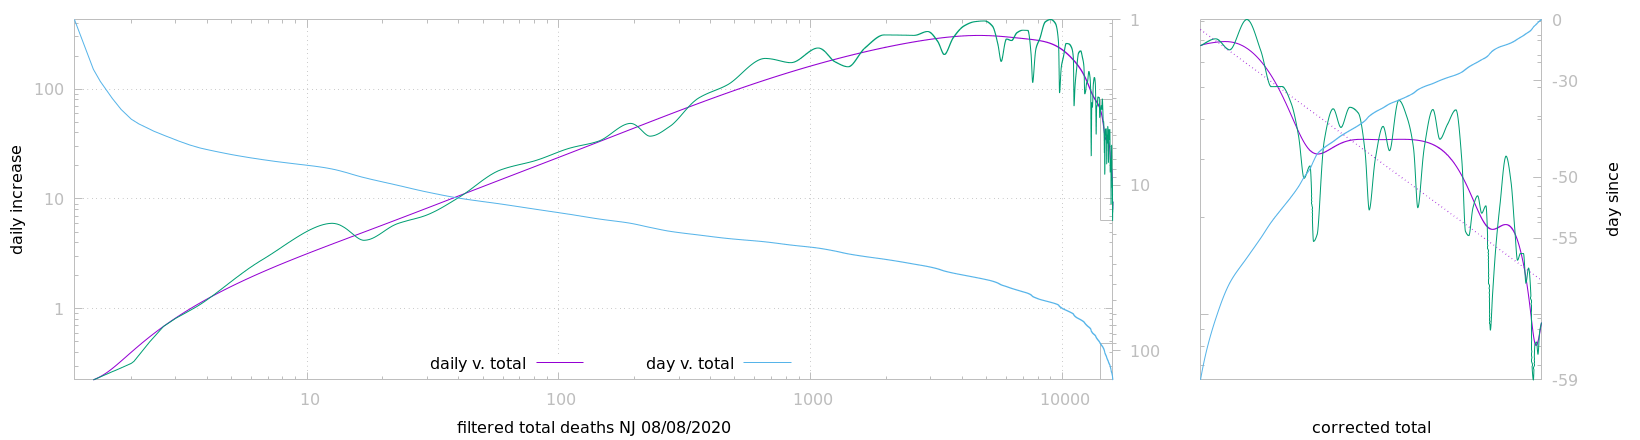 daily increase
100
10
1
10
100
1000
10000
1
10
100
daily v. total
day v. total
filtered total deaths NJ 08/08/2020
0
-30
-50
-55
-59
day since
corrected total